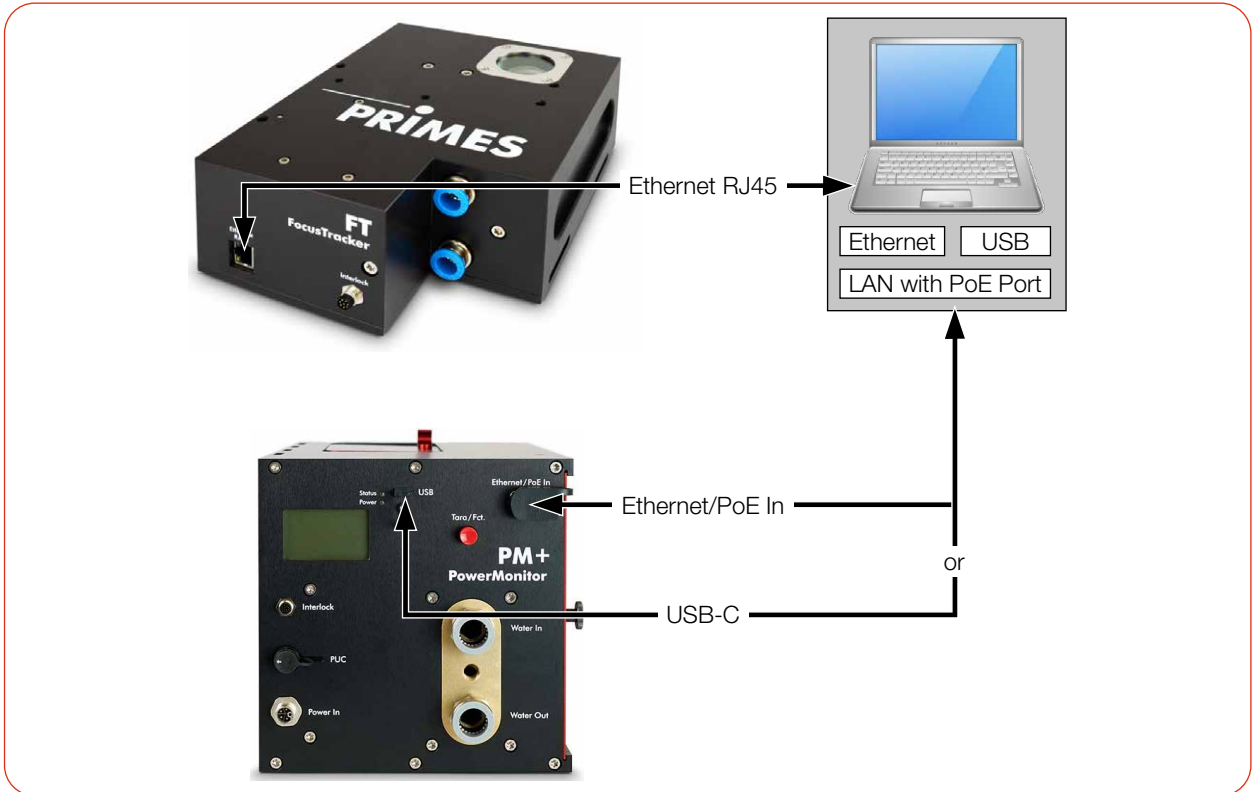 PRIMES
Ethernet RJ45
FT
FocusTracker
Interlock
Ethernet
USB
LAN with PoE Port
Ethernet/PoE In
Status
Power
USB
Ethernet/PoE In
Tara/Fct.
PM+
PowerMonitor
or
Interlock
USB-C
Water In
PUC
Power In
Water Out